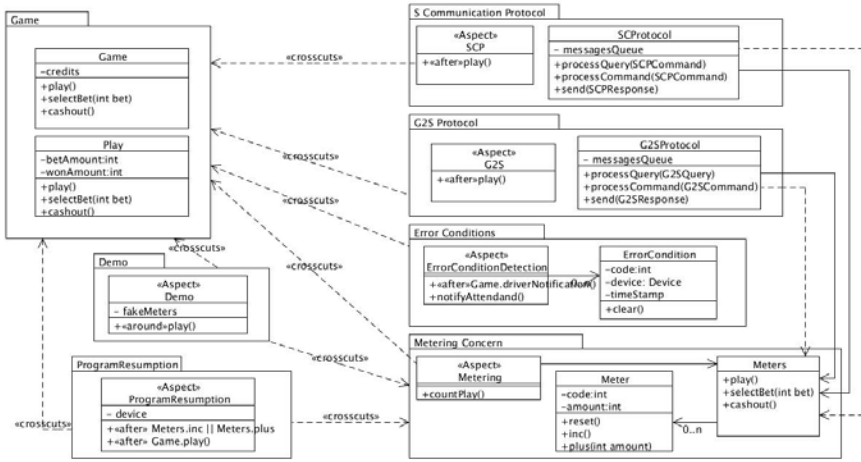 Game
Game
-credits
+play()
+selectBet(int bet)
+cashout()
Play
-betAmount:int
-wonAmount:int
+play()
+selectBet(int bet)
+cashout()
S Communication Protocol
«Aspect»
SCP
+«after»play()
SCProtocol
- messagesQueue
+processQuery(SCPCommand)
+processCommand(SCPCommand)
+send(SCPResponse)
«crosscuts»
G2S Protocol
«Aspect»
G2S
+«after»play()
G2SProtocol
- messagesQueue
+processQuery(G2SQuery)
+processCommand(G2SCommand)
+send(G2SResponse)
«crosscuts»
«crosscuts»
Error Conditions
«Aspect»
ErrorConditionDetection
+«after»Game.driverNotification()
+notifyAttendand()
0..n
ErrorCondition
-code:int
-device: Device
-timeStamp
+clear()
«crosscuts»
«crosscuts»
Demo
«Aspect»
Demo
- fakeMeters
+«around»play()
«crosscuts»
Metering Concern
«Aspect»
Metering
+countPlay()
Meter
-code:int
-amount:int
+reset()
+inc()
+plus(int amount)
Meters
+play()
+selectBet(int bet)
+cashout()
0..n
ProgramResumption
«Aspect»
ProgramResumption
- device
+«after» Meters.inc || Meters.plus
+«after» Game.play()
«crosscuts»
«crosscuts»